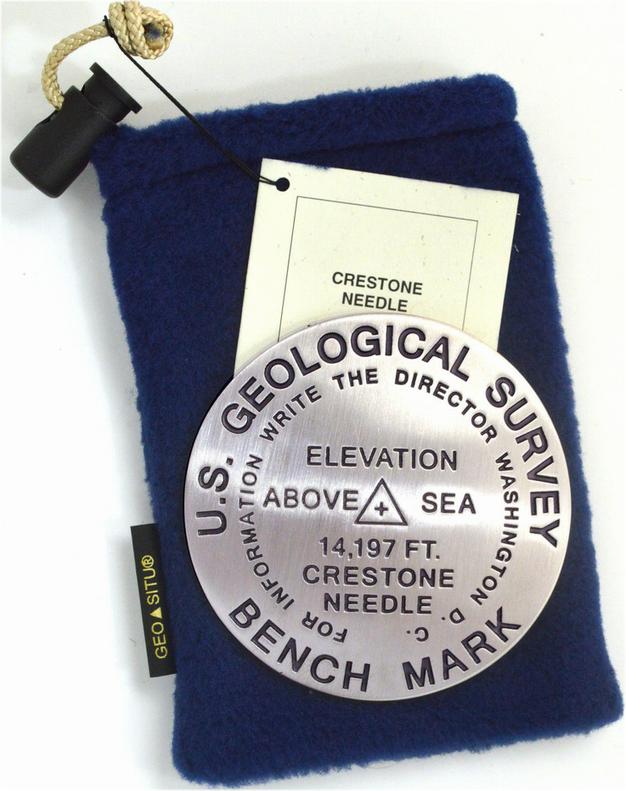 CRESTONE
NEEDLE
U.S. GEOLOGICAL SURVEY
FOR INFORMATION WRITE THE DIRECTOR WASHINGTON D. C.
ELEVATION
ABOVE SEA
14,197 FT.
CRESTONE
NEEDLE
BENCH MARK
GEO▲SITU®